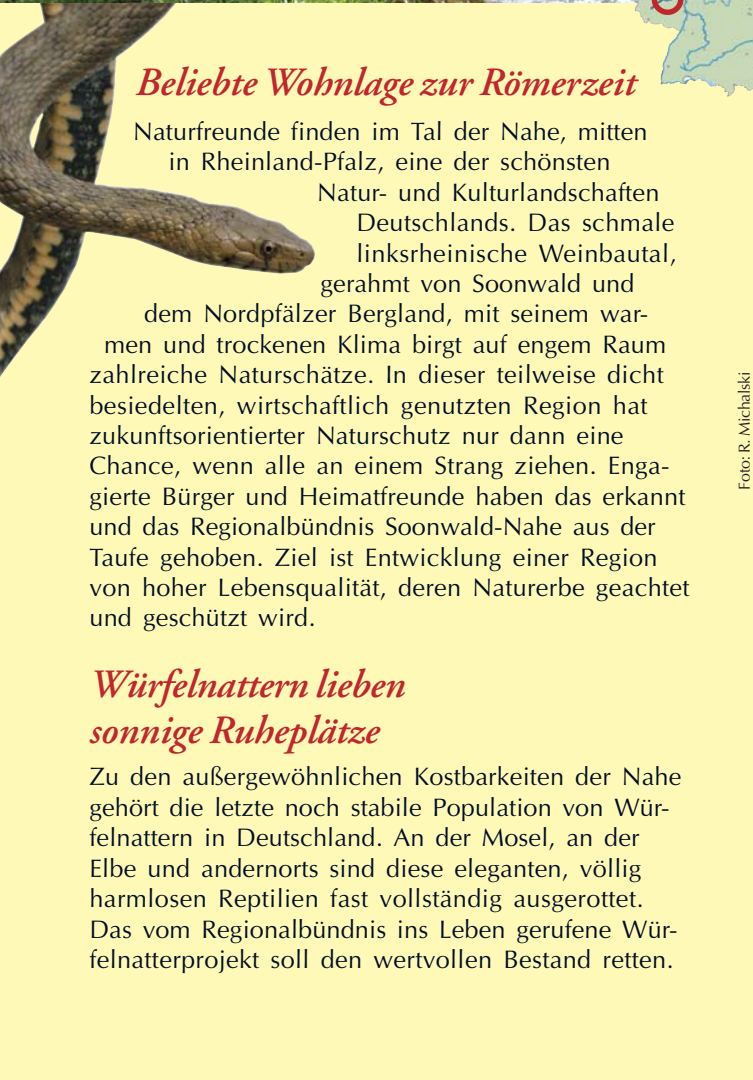 Beliebte Wohnlage zur Römerzeit
Naturfreunde finden im Tal der Nahe, mitten
in Rheinland-Pfalz, eine der schönsten
Natur- und Kulturlandschaften
Deutschlands. Das schmale
linksrheinische Weinbautal,
gerahmt von Soonwald und
dem Nordpfälzer Bergland, mit seinem war-
men und trockenen Klima birgt auf engem Raum
zahlreiche Naturschätze. In dieser teilweise dicht
besiedelten, wirtschaftlich genutzten Region hat
zukunftsorientierter Naturschutz nur dann eine
Chance, wenn alle an einem Strang ziehen. Enga-
gierte Bürger und Heimatfreunde haben das erkannt
und das Regionalbündnis Soonwald-Nahe aus der
Taufe gehoben. Ziel ist Entwicklung einer Region
von hoher Lebensqualität, deren Naturerbe geachtet
und geschützt wird.
Würfelnattern lieben
sonnige Ruheplätze
Zu den außergewöhnlichen Kostbarkeiten der Nahe
gehört die letzte noch stabile Population von Wür-
felnattern in Deutschland. An der Mosel, an der
Elbe und andernorts sind diese eleganten, völlig
harmlosen Reptilien fast vollständig ausgerottet.
Das vom Regionalbündnis ins Leben gerufene Wür-
felnatterprojekt soll den wertvollen Bestand retten.
Foto: R. Michalski